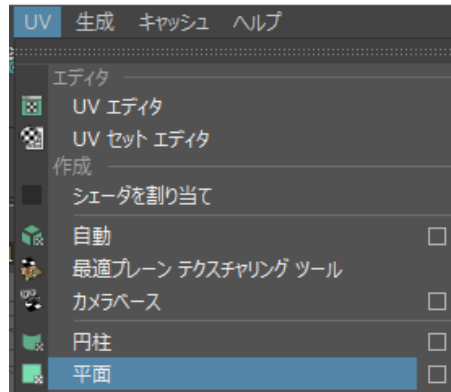 UV 生成 キャッシュ ヘルプ
エディタ
UV エディタ
UV セット エディタ
作成
シェーダを割り当て
自動
最適プレーン テクスチャリング ツール
カメラベース
円柱
平面